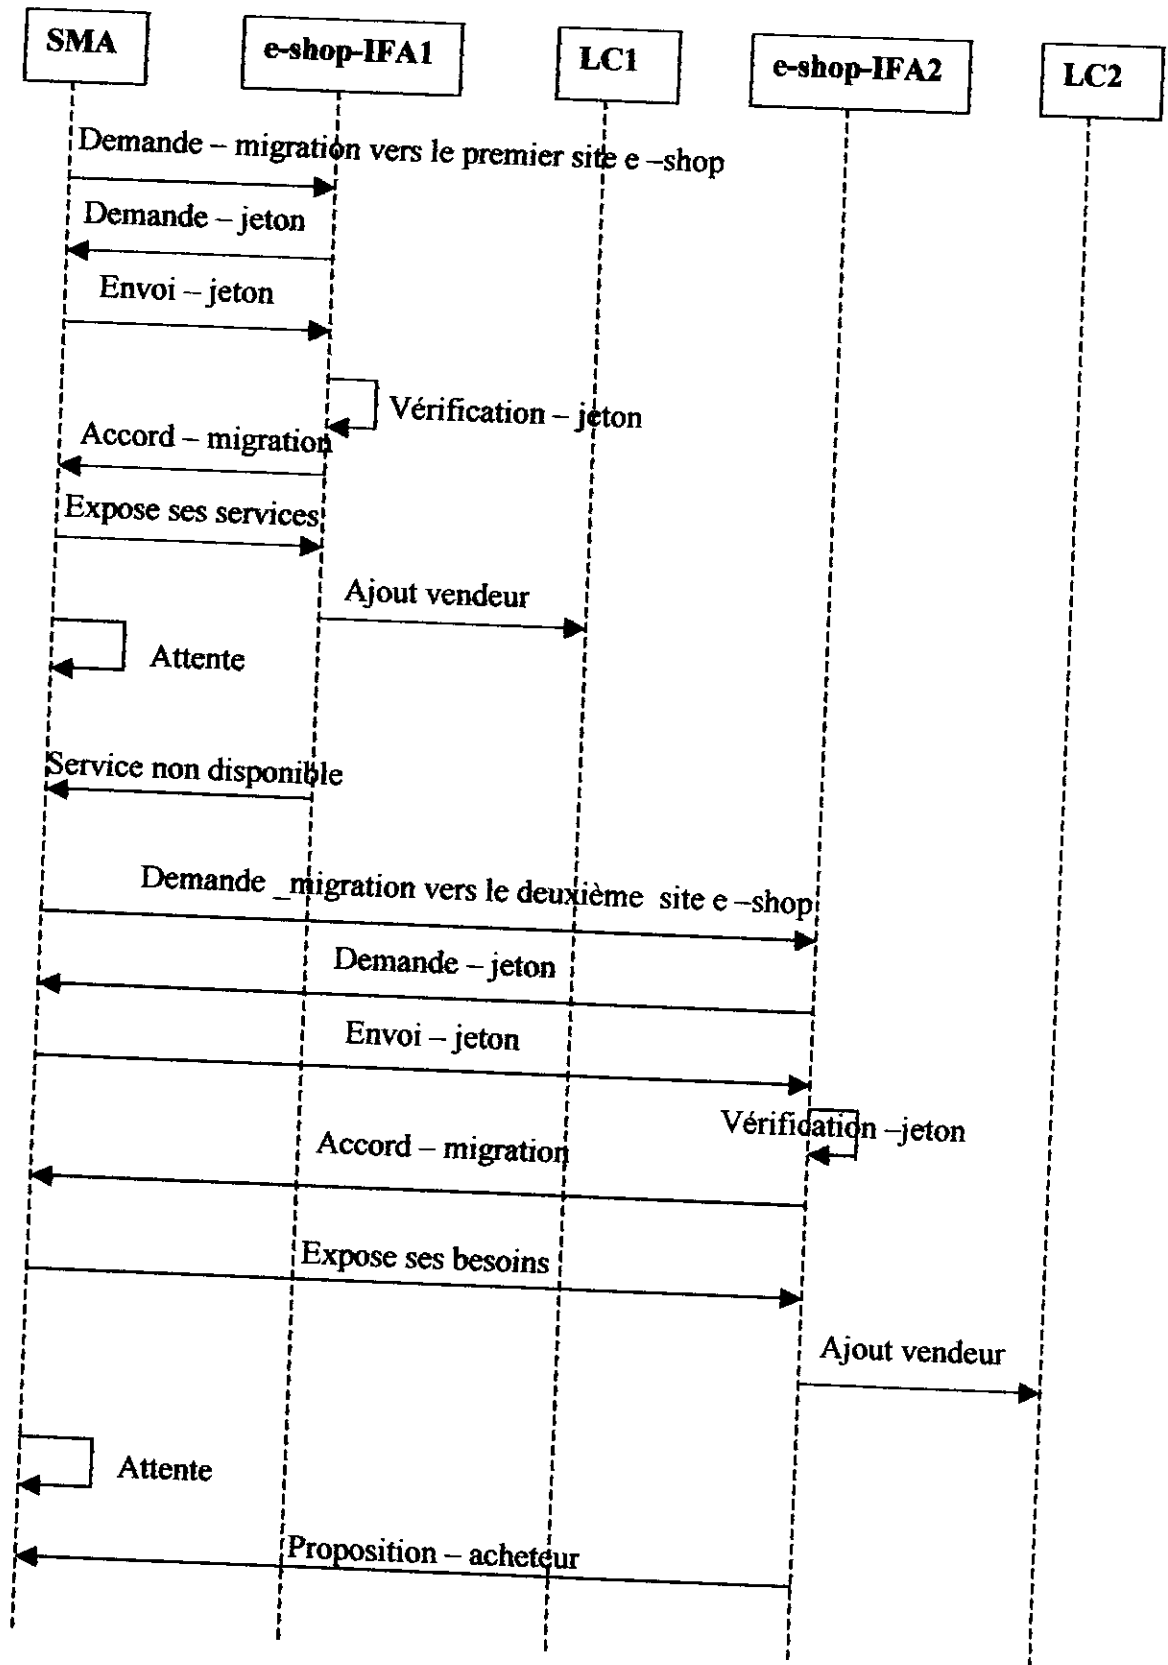 SMA
e-shop-IFA1
LC1
e-shop-IFA2
LC2
Demande – migration vers le premier site e –shop
Demande – jeton
Envoi – jeton
Vérification – jeton
Accord – migration
Expose ses services
Ajout vendeur
Attente
Service non disponible
Demande _migration vers le deuxième site e –shop
Demande – jeton
Envoi – jeton
Vérification –jeton
Accord – migration
Expose ses besoins
Ajout vendeur
Attente
Proposition – acheteur